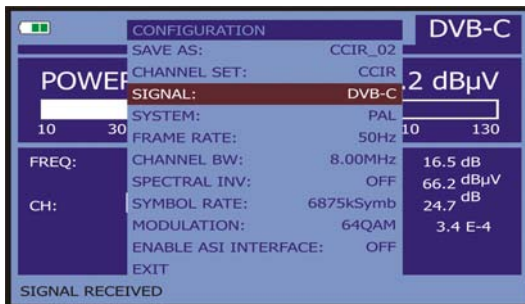 CONFIGURATION
DVB-C
SAVE AS: CCIR_02
CHANNEL SET: CCIR
POWER .2 dBµV
SIGNAL: DVB-C
SYSTEM: PAL
10 30 10 130
FRAME RATE: 50Hz
FREQ: CHANNEL BW: 8.00MHz 16.5 dB
SPECTRAL INV: OFF 66.2 dBµV
CH: SYMBOL RATE: 6875kSymb 24.7 dB
MODULATION: 64QAM 3.4 E-4
ENABLE ASI INTERFACE: OFF
EXIT
SIGNAL RECEIVED